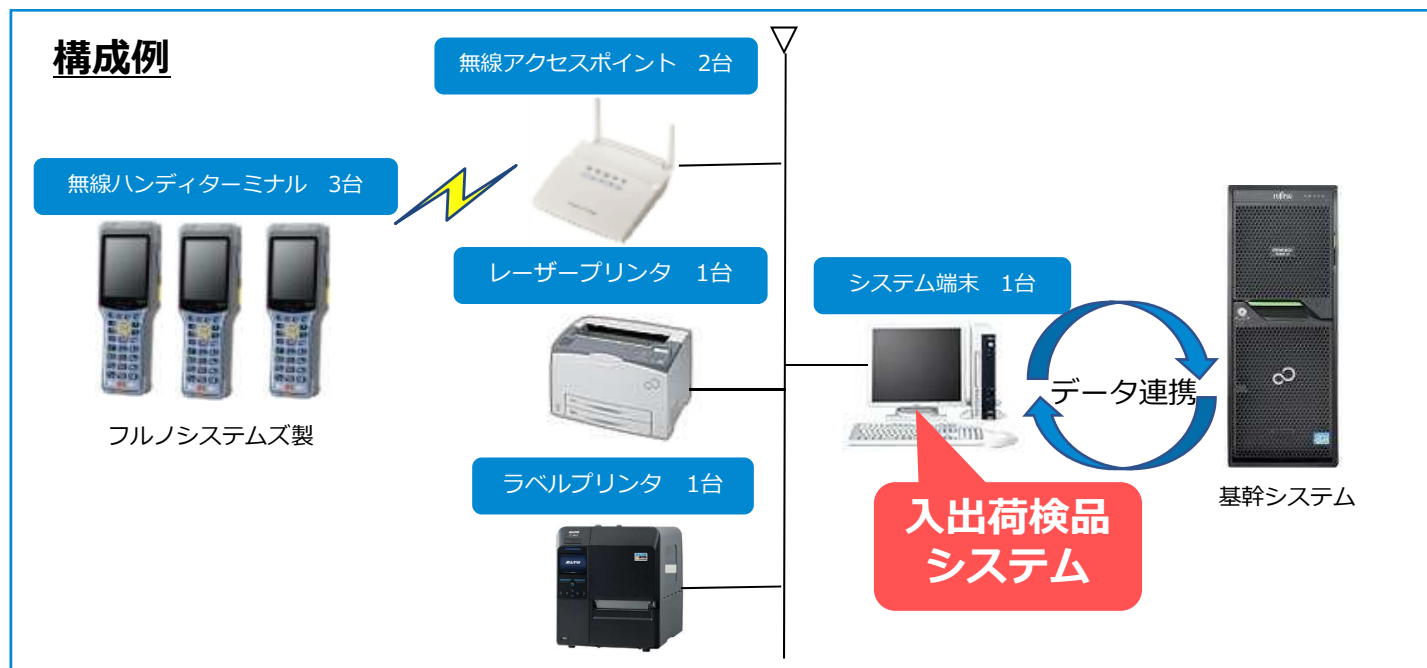 構成例
無線アクセスポイント　2台
無線ハンディターミナル　3台
フルノシステムズ製
レーザープリンタ　1台
ラベルプリンタ　1台
システム端末　1台
データ連携
入出荷検品
システム
基幹システム
FUJITSU
SATO